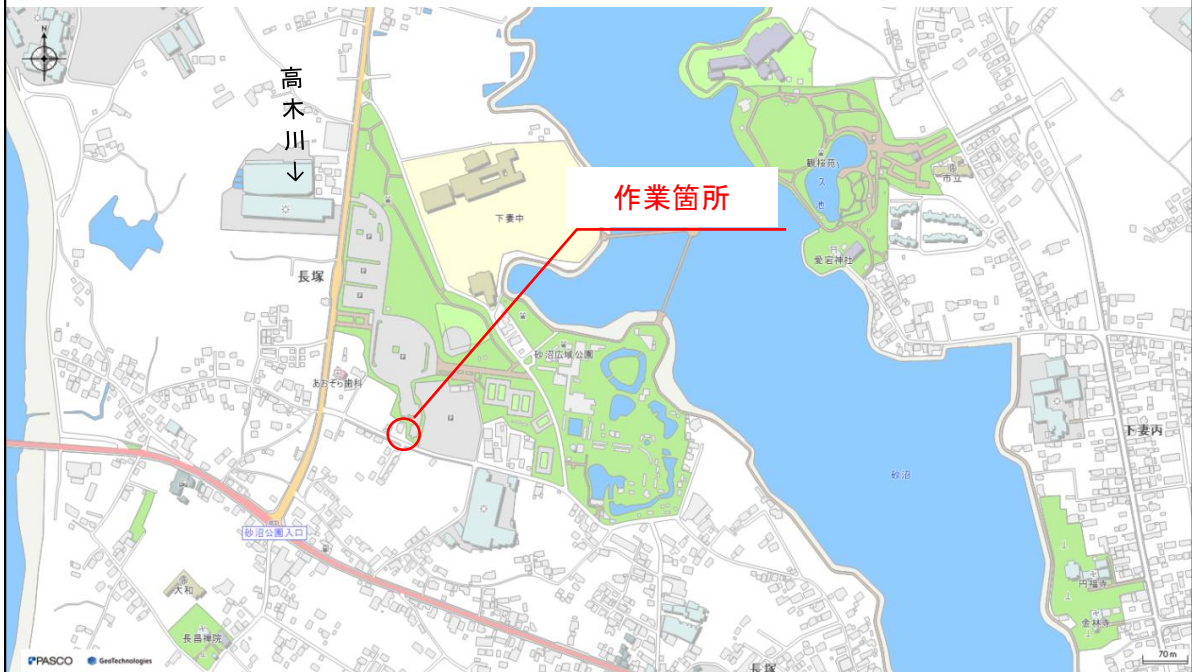 N
高木川↓
作業箇所
観桜苑
市立
下妻中
愛宕神社
長塚
砂沼広域公園
あおぞら歯科
下妻内
砂沼
砂沼公園入口
大和
円福寺
金林寺
長昌禅院
長塚
PASCO GeoTechnologies
70m